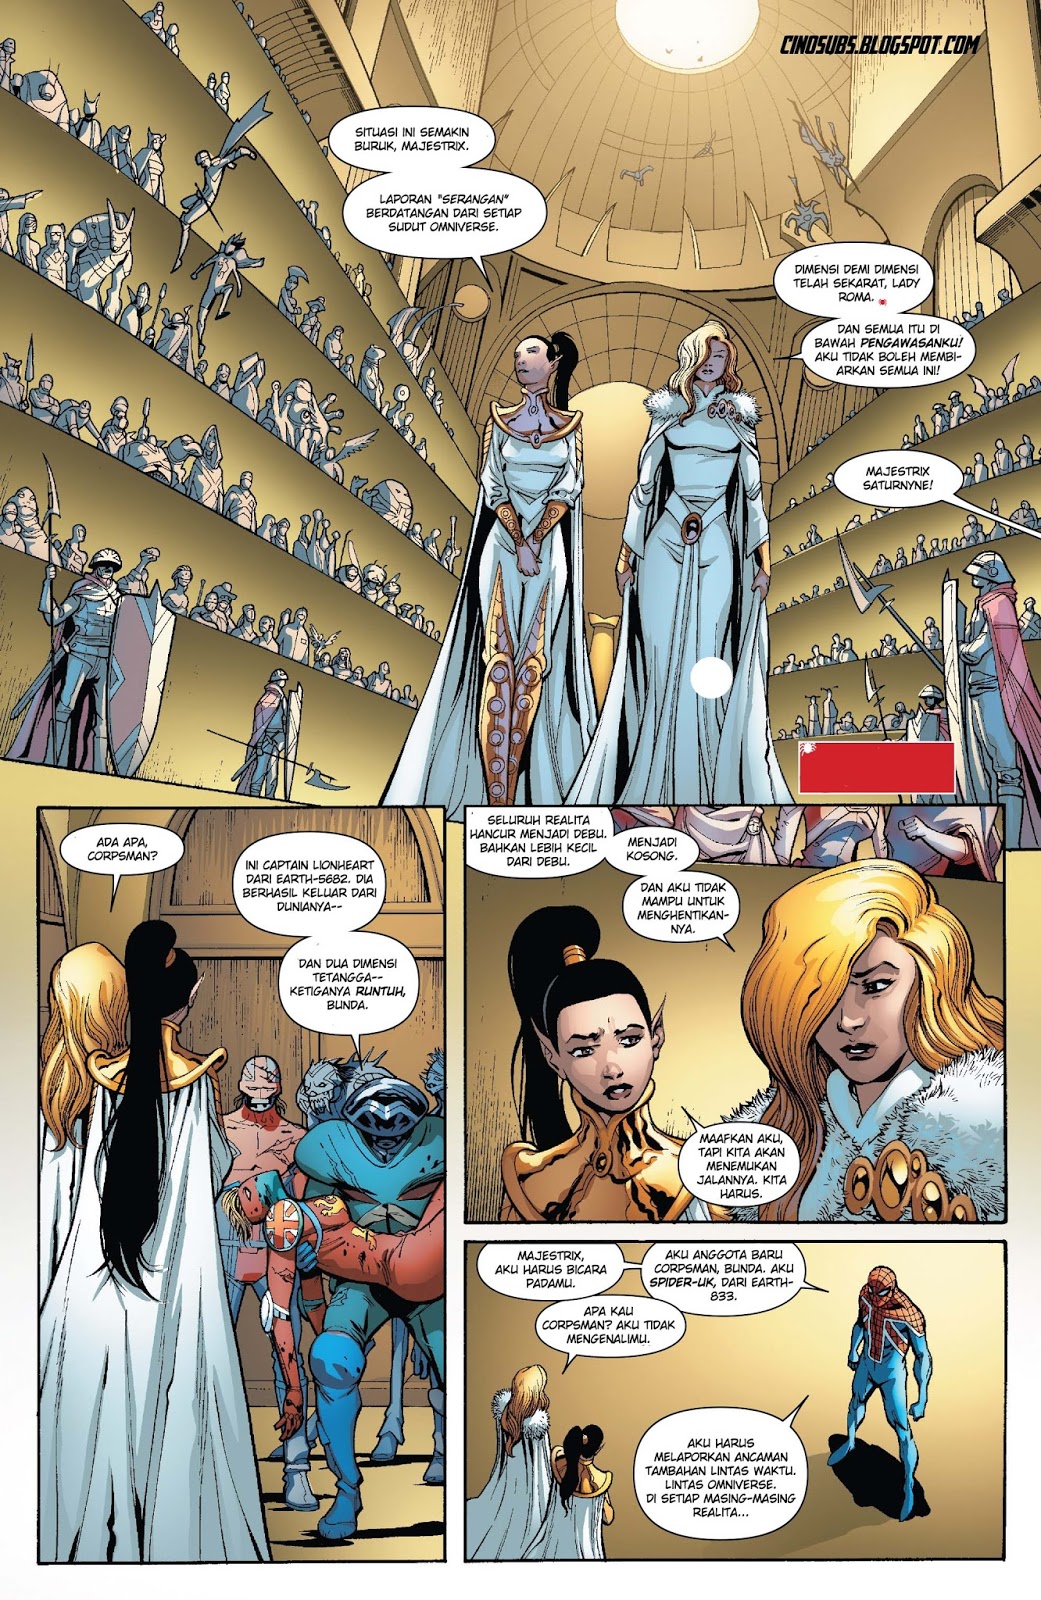 CINOSUBS.BLOGSPOT.COM
SITUASI INI SEMAKIN
BURUK, MAJESTRIX.
LAPORAN "SERANGAN"
BERDATANGAN DARI SETIAP
SUDUT OMNIVERSE.
DIMENSI DEMI DIMENSI
TELAH SEKARAT, LADY
ROMA.
DAN SEMUA ITU DI
BAWAH PENGAWASANKU!
AKU TIDAK BOLEH MEMBI-
ARKAN SEMUA INI!
MAJESTRIX
SATURNYNE!
ADA APA,
CORPSMAN?
INI CAPTAIN LIONHEART
DARI EARTH-5682. DIA
BERHASIL KELUAR DARI
DUNIANYA--
DAN DUA DIMENSI
TETANGGA--
KETIGANYA RUNTUH,
BUNDA.
SELURUH REALITA
HANCUR MENJADI DEBU.
BAHKAN LEBIH KECIL
DARI DEBU.
MENJADI
KOSONG.
DAN AKU TIDAK
MAMPU UNTUK
MENGHENTIKAN-
NYA.
MAAFKAN AKU,
TAPI KITA AKAN
MENEMUKAN
JALANNYA. KITA
HARUS.
MAJESTRIX,
AKU HARUS BICARA
PADAMU.
AKU ANGGOTA BARU
CORPSMAN, BUNDA. AKU
SPIDER-UK, DARI EARTH-
833.
APA KAU
CORPSMAN? AKU TIDAK
MENGENALIMU.
AKU HARUS
MELAPORKAN ANCAMAN
TAMBAHAN LINTAS WAKTU.
LINTAS OMNIVERSE.
DI SETIAP MASING-MASING
REALITA...